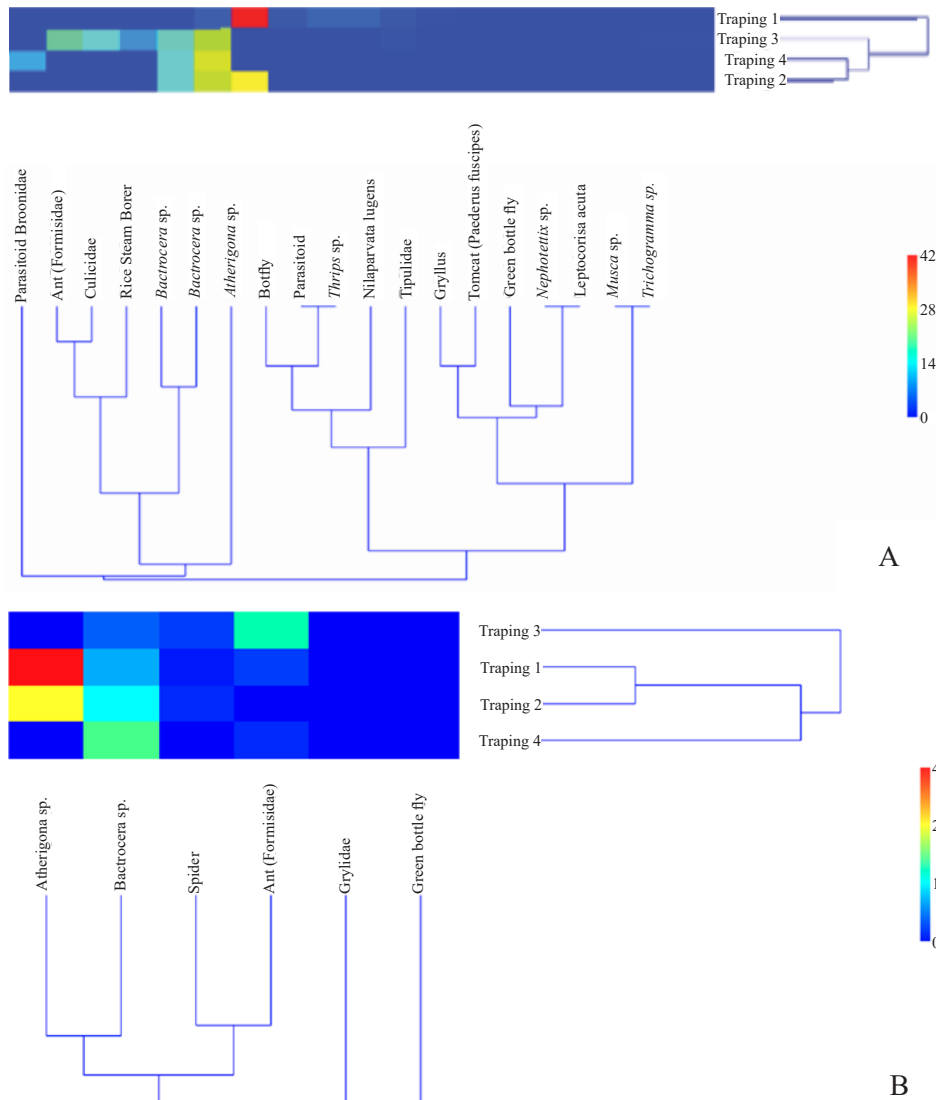 Traping 1
Traping 3
Traping 4
Traping 2
Parasitoid Broonidae
Ant (Formisidae)
Culicidae
Rice Steam Borer
Bactrocera sp.
Bactrocera sp.
Atherigona sp.
Botfly
Parasitoid
Thrips sp.
Nilaparvata lugens
Tipulidae
Gryllus
Tomcat (Paederus fuscipes)
Green bottle fly
Nephotettix sp.
Leptocorisa acuta
Musca sp.
Trichogramma sp.
42
28
14
0
A
Traping 3
Traping 1
Traping 2
Traping 4
Atherigona sp.
Bactrocera sp.
Spider
Ant (Formisidae)
Grylidae
Green bottle fly
4
2
1
0
B